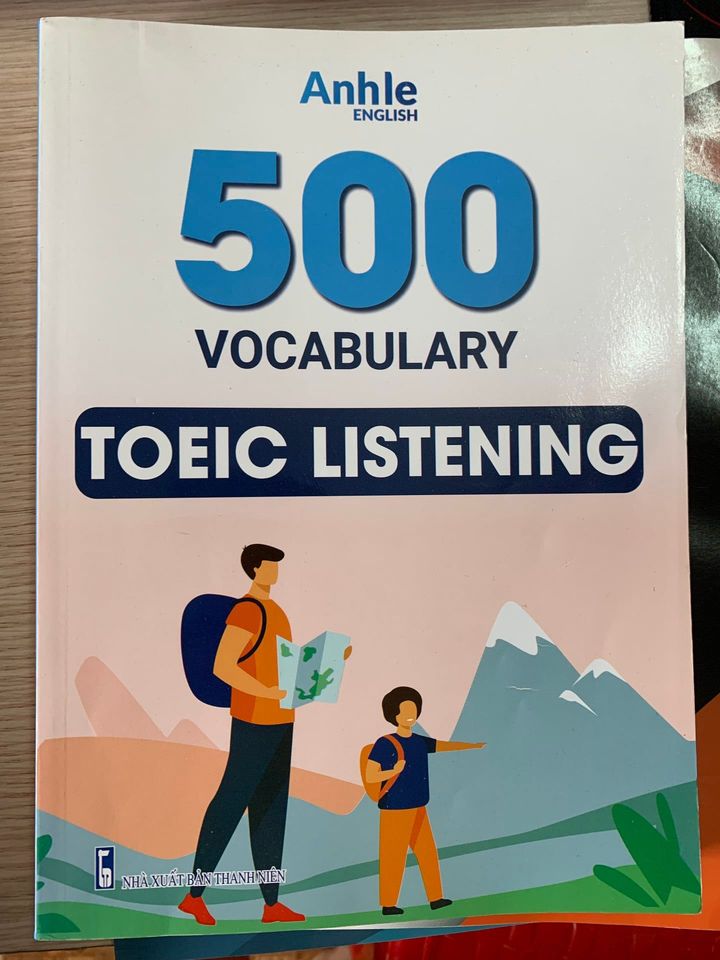 Anhle
ENGLISH
500
VOCABULARY
TOEIC LISTENING
NHÀ XUẤT BẢN THANH NIÊN